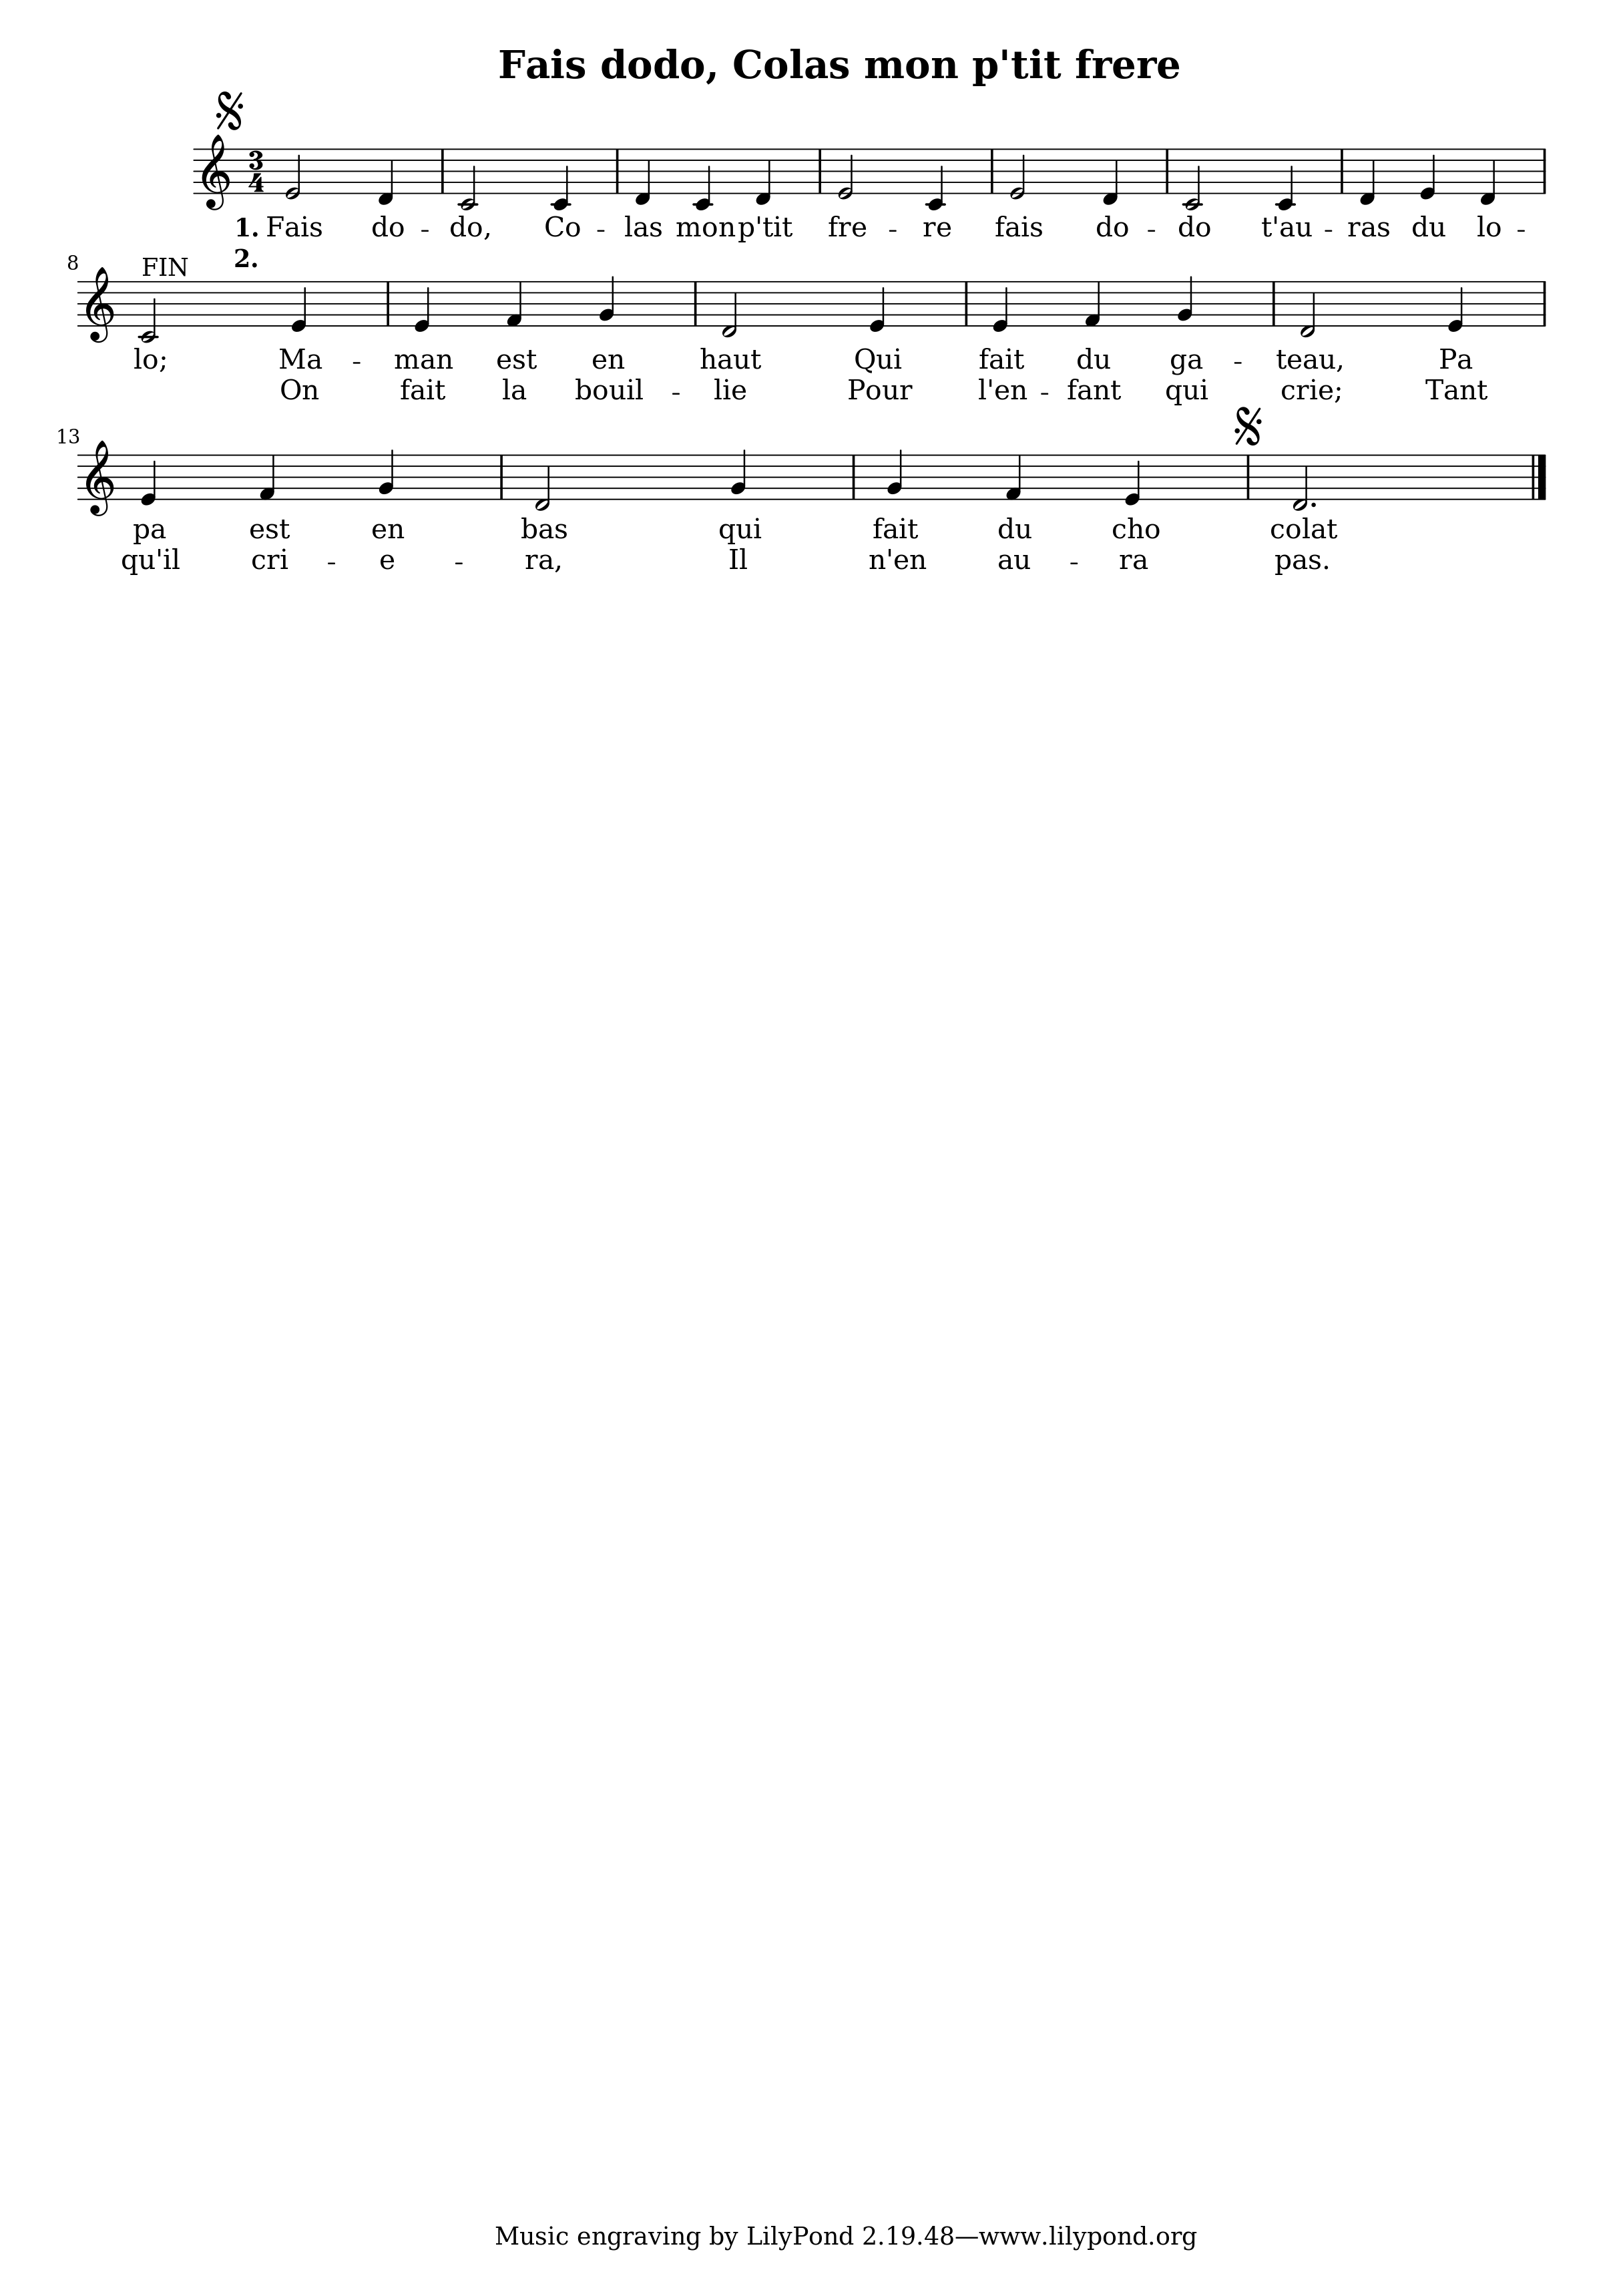 Fais dodo, Colas mon p'tit frere
3
4
1. Fais do - do, Co - las mon p'tit fre - re fais do - do t'au - ras du lo -
2.
8 FIN
lo; Ma - man est en haut Qui fait du ga - teau, Pa
On fait la bouil - lie Pour l'en - fant qui crie; Tant
13
pa est en bas qui fait du cho colat
qu'il cri - e - ra, Il n'en au - ra pas.
Music engraving by LilyPond 2.19.48—www.lilypond.org